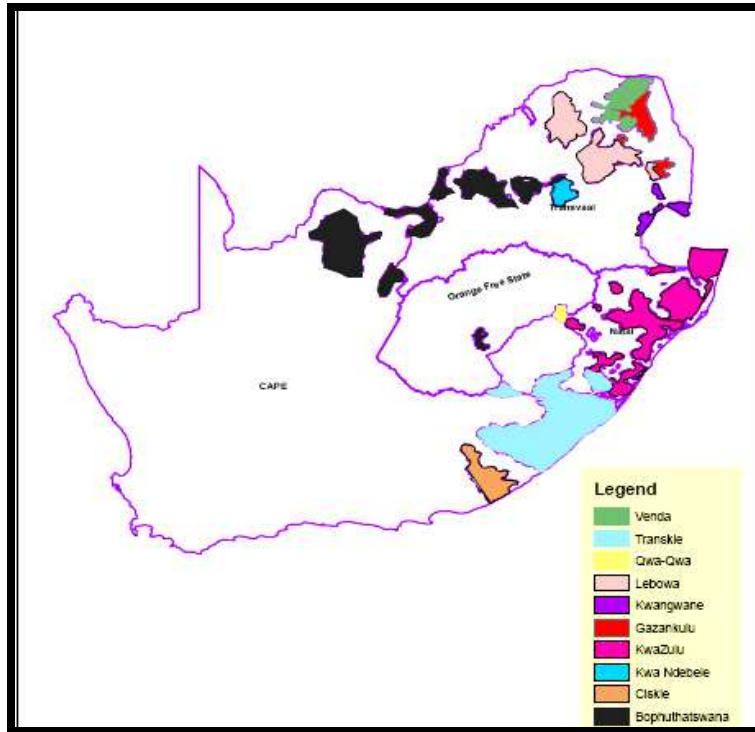 Transvaal
Orange Free State
Natal
CAPE
Legend
Venda
Transkie
Qwa-Qwa
Lebowa
Kwangwane
Gazankulu
KwaZulu
Kwa Ndebele
Ciskie
Bophuthatswana